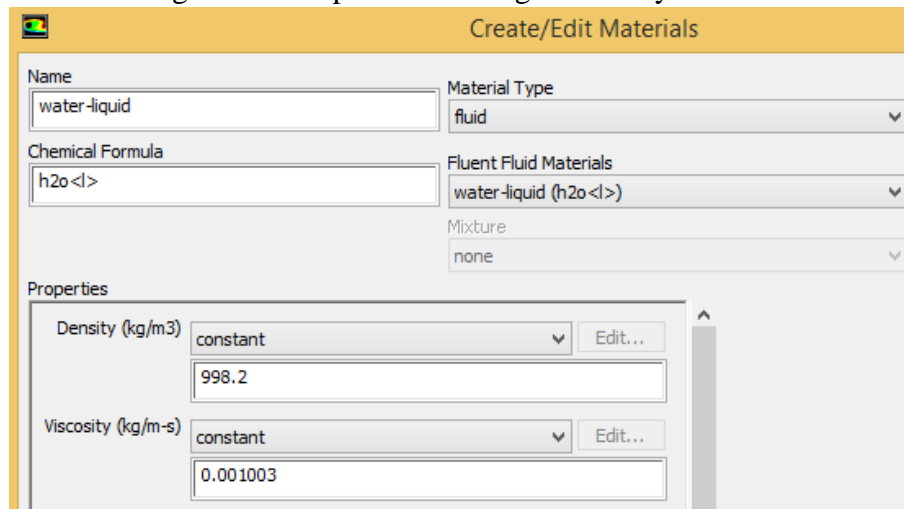 Create/Edit Materials
Name
water-liquid
Material Type
fluid
Chemical Formula
h2o<l>
Fluent Fluid Materials
water-liquid (h2o<l>)
Mixture
none
Properties
Density (kg/m3)
constant
Edit...
998.2
Viscosity (kg/m-s)
constant
Edit...
0.001003